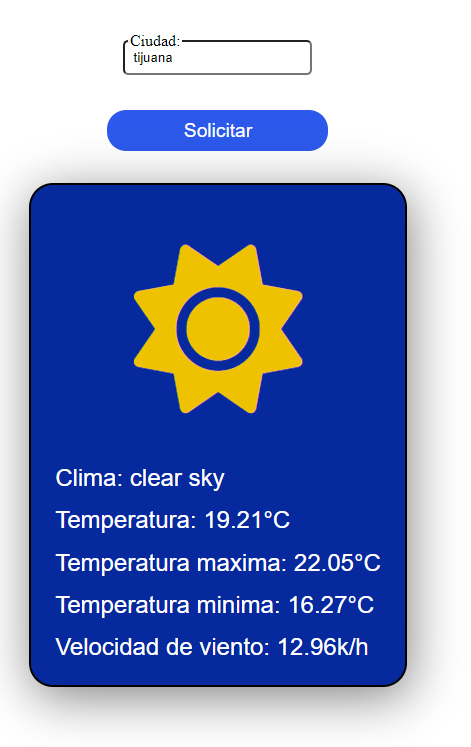 Ciudad:
tijuana
Solicitar
Clima: clear sky
Temperatura: 19.21°C
Temperatura maxima: 22.05°C
Temperatura minima: 16.27°C
Velocidad de viento: 12.96k/h